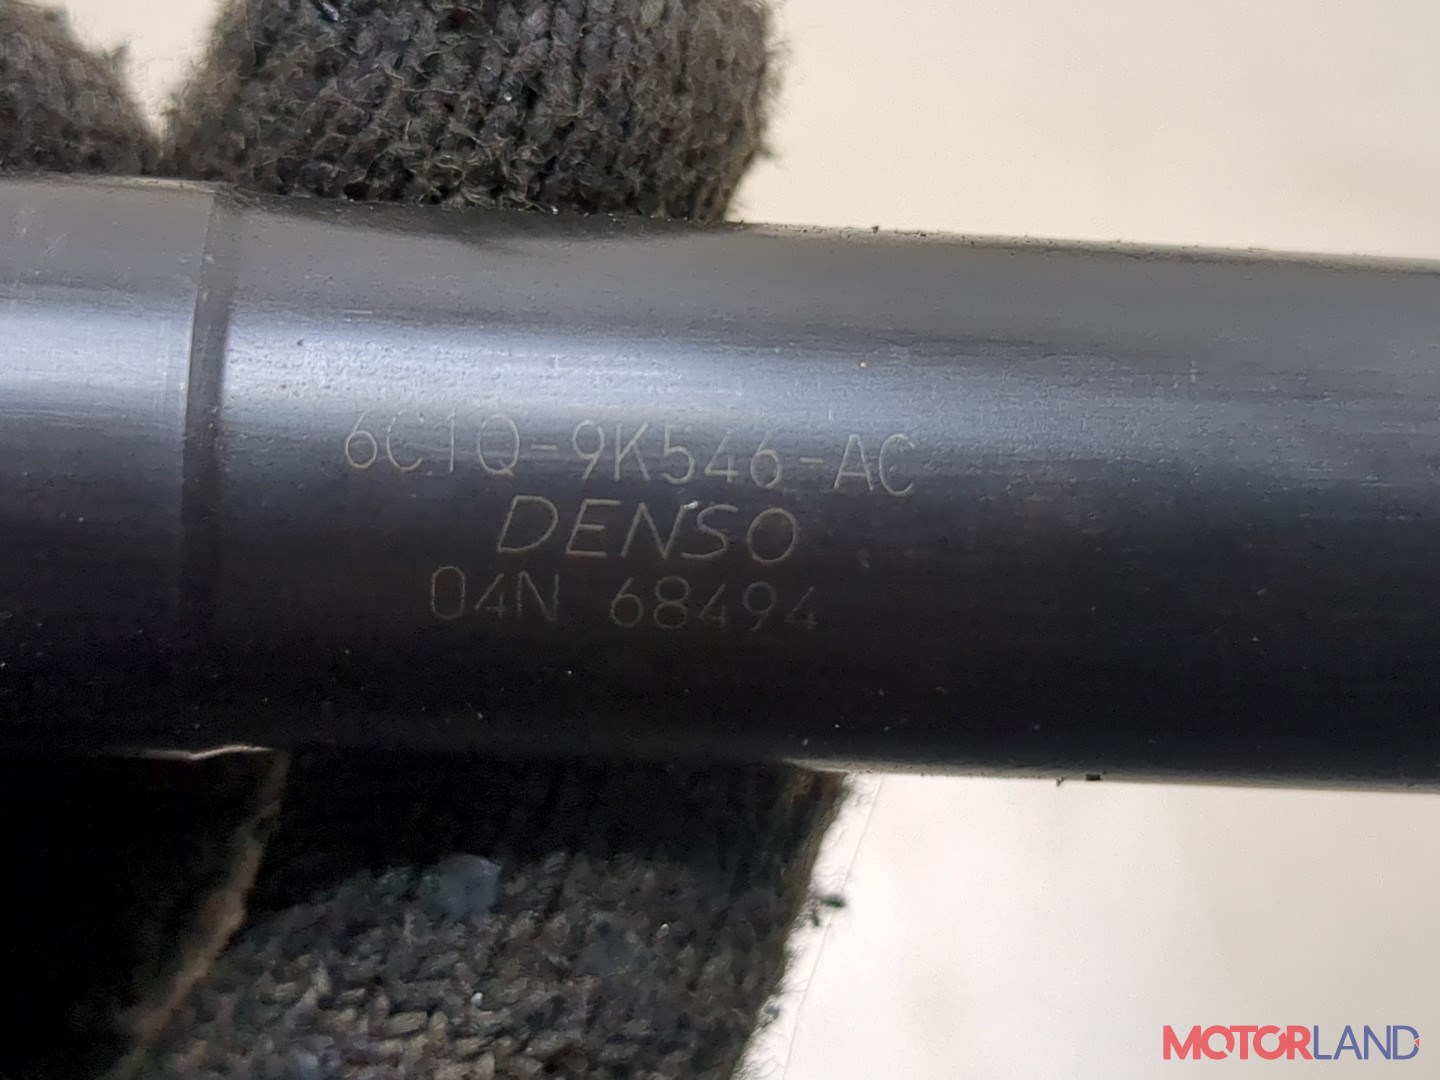 6C1Q-9K546-AC
DENSO
04N 68494
MOTORLAND